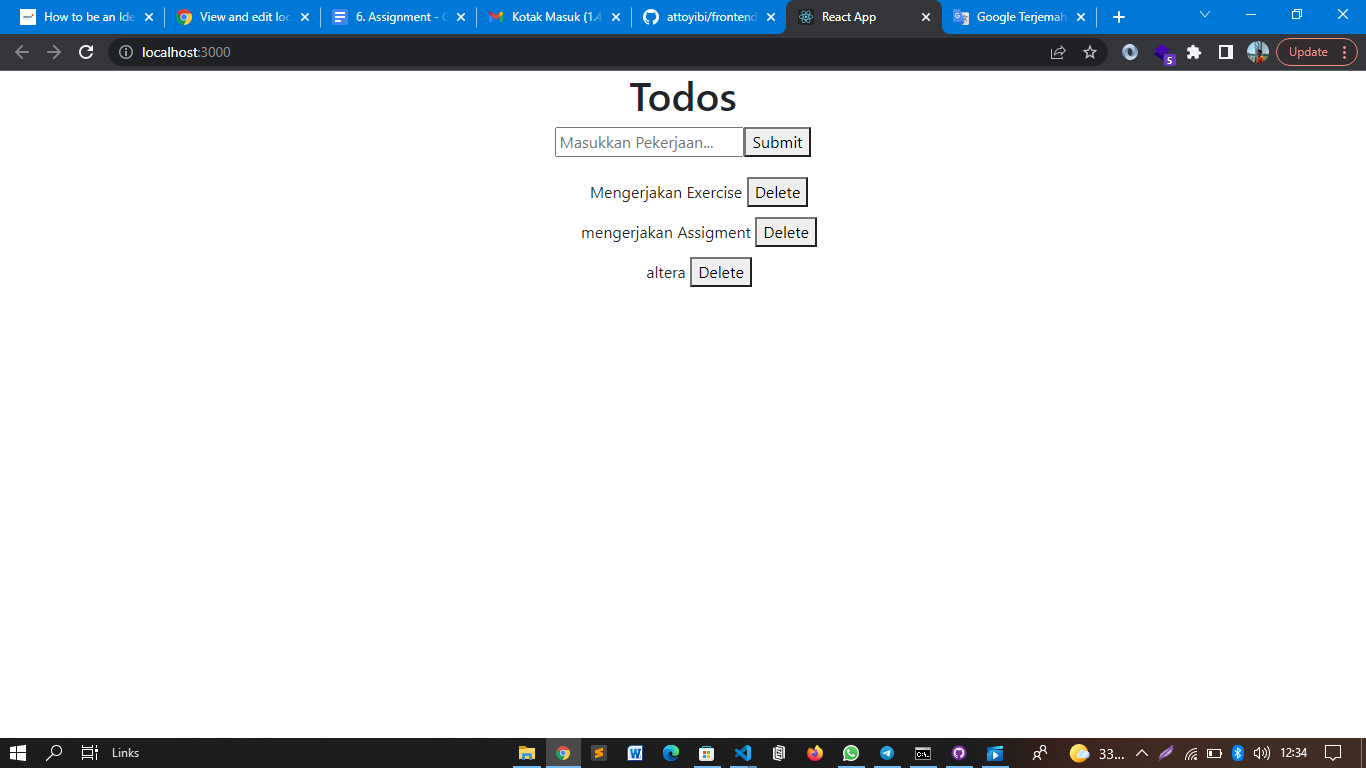 How to be an Ide
View and edit loc
6. Assignment - G
Kotak Masuk (1.4
attoyibi/frontend
React App
Google Terjemah
localhost:3000
5
Update
Todos
Masukkan Pekerjaan... Submit
Mengerjakan Exercise Delete
mengerjakan Assigment Delete
altera Delete
Links
33...
12:34